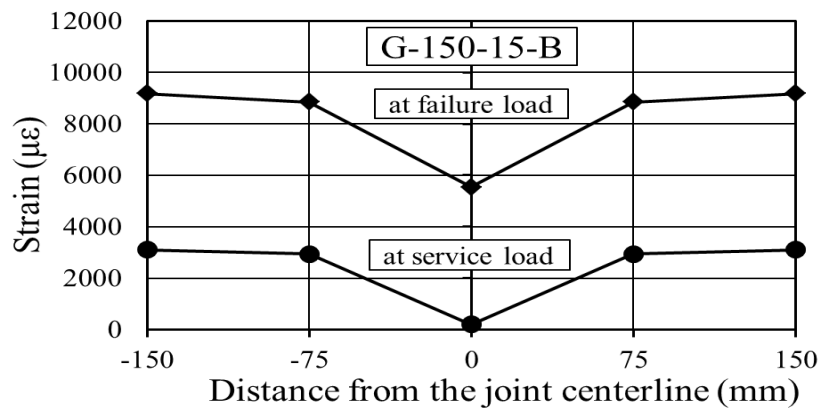 12000
10000
8000
6000
4000
2000
0
Strain (με)
G-150-15-B
at failure load
at service load
-150 -75 0 75 150
Distance from the joint centerline (mm)